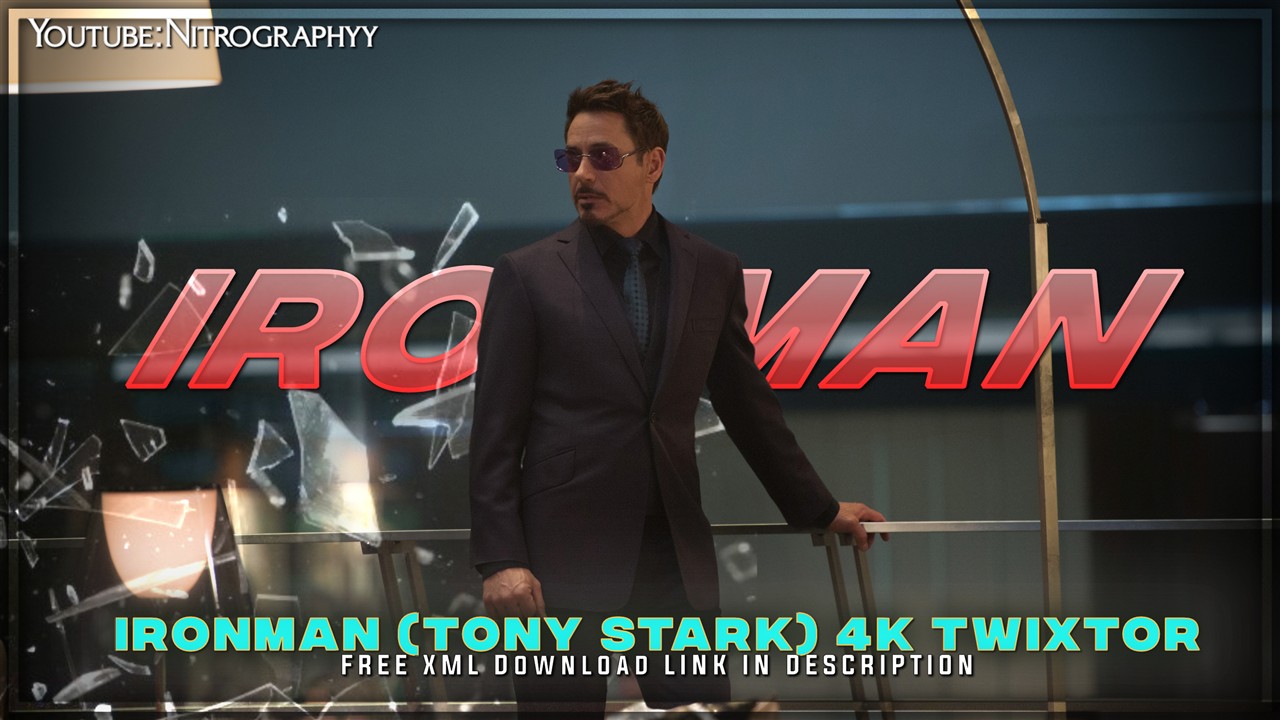 Youtube:Nitrographyy
IRONMAN
IRONMAN (TONY STARK) 4K TWIXTOR
FREE XML DOWNLOAD LINK IN DESCRIPTION